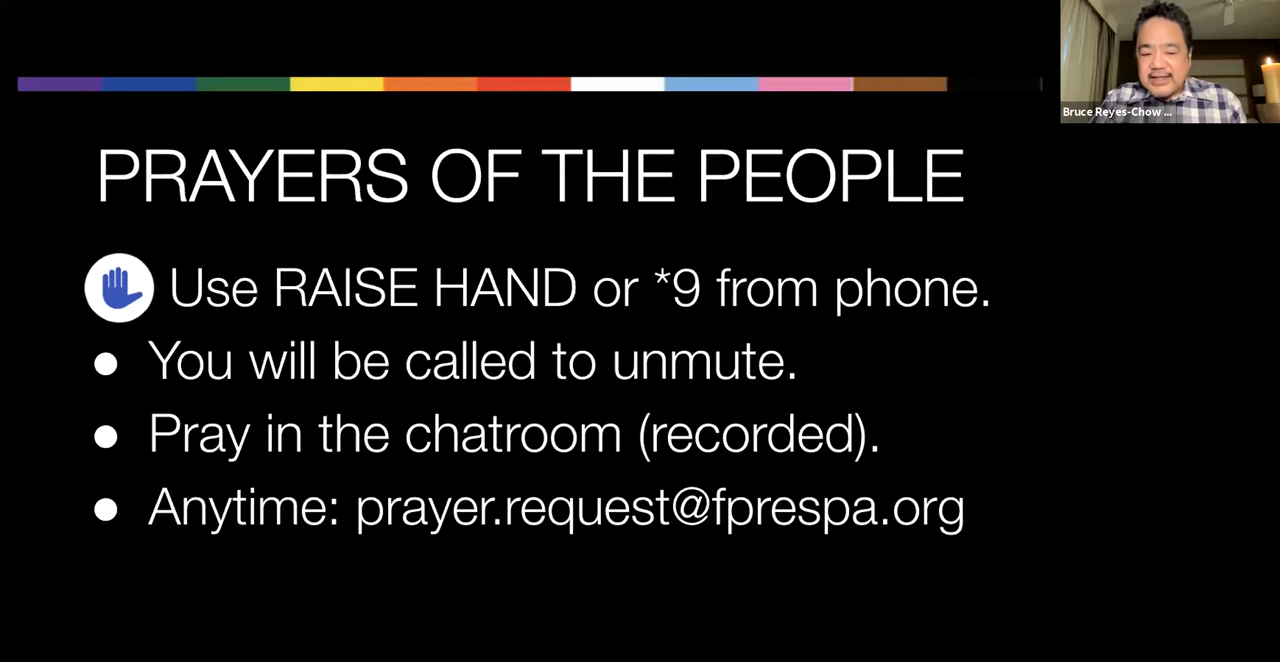 Bruce Reyes-Chow ...
PRAYERS OF THE PEOPLE
Use RAISE HAND or *9 from phone.
● You will be called to unmute.
● Pray in the chatroom (recorded).
● Anytime: prayer.request@fprespa.org